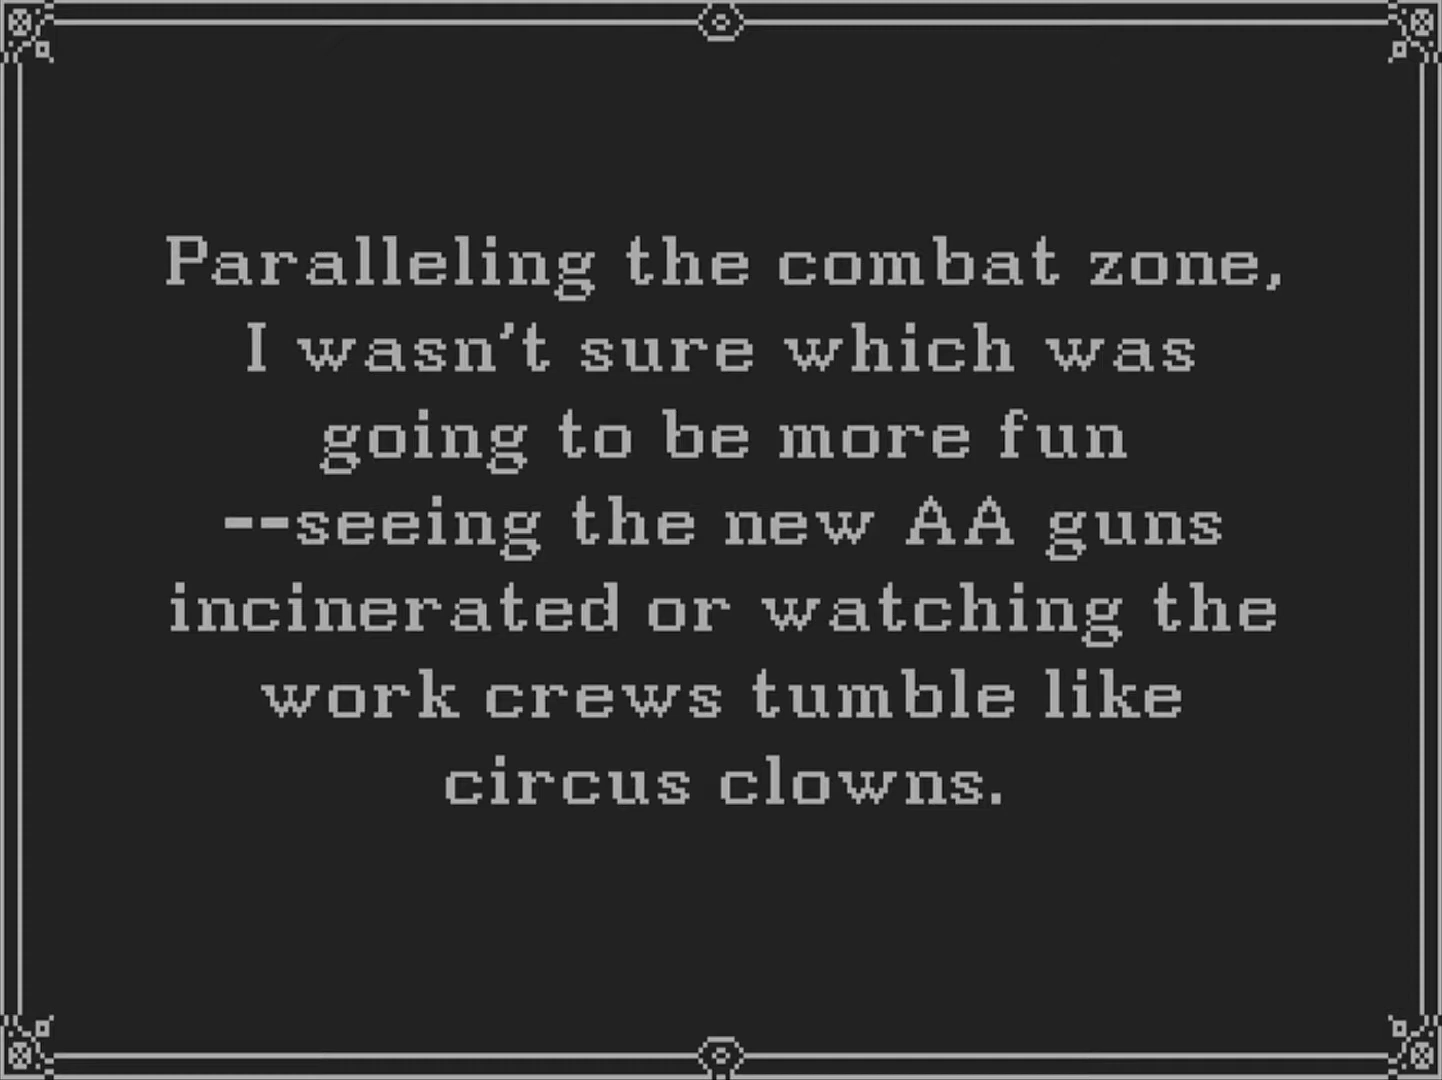 Paralleling the combat zone,
I wasn't sure which was
going to be more fun
--seeing the new AA guns
incinerated or watching the
work crews tumble like
circus clowns.